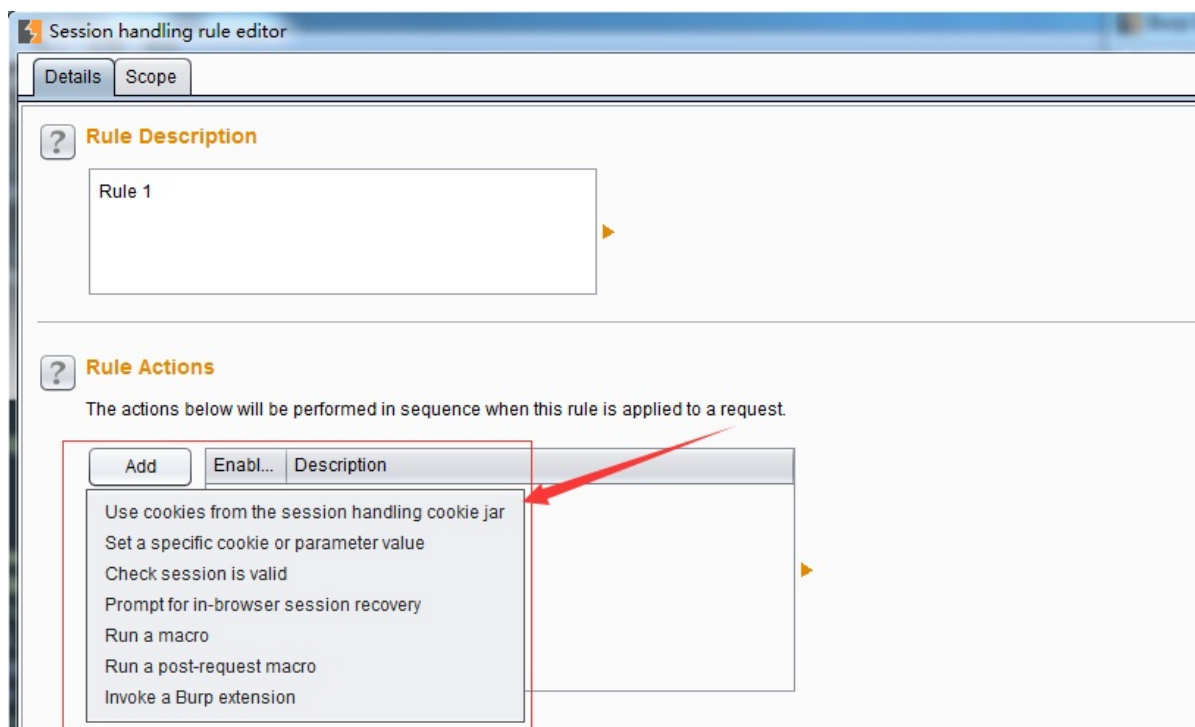 Session handling rule editor
Details Scope
? Rule Description
Rule 1
? Rule Actions
The actions below will be performed in sequence when this rule is applied to a request.
Add Enabl... Description
Use cookies from the session handling cookie jar
Set a specific cookie or parameter value
Check session is valid
Prompt for in-browser session recovery
Run a macro
Run a post-request macro
Invoke a Burp extension